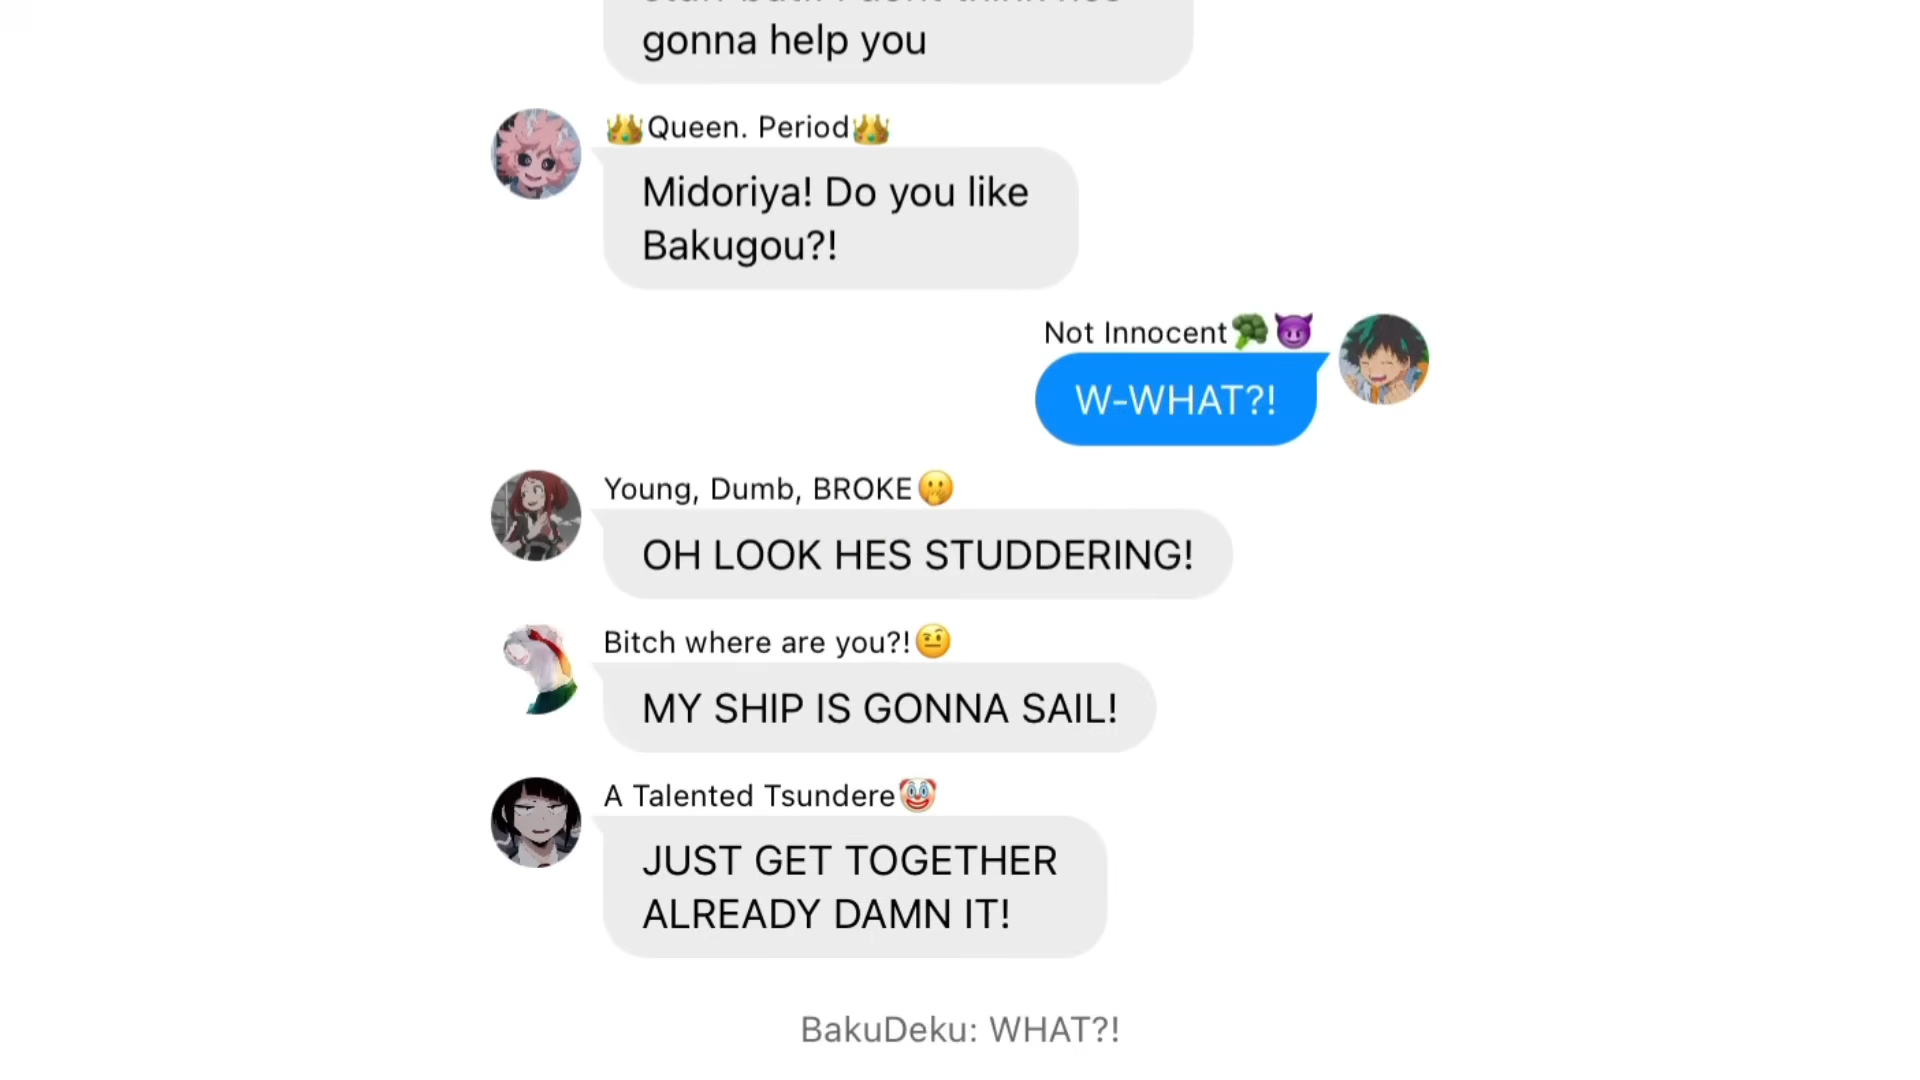 gonna help you
👑Queen. Period👑
Midoriya! Do you like
Bakugou?!
Not Innocent🥦😈
W-WHAT?!
Young, Dumb, BROKE🤭
OH LOOK HES STUDDERING!
Bitch where are you?!🤨
MY SHIP IS GONNA SAIL!
A Talented Tsundere🤡
JUST GET TOGETHER
ALREADY DAMN IT!
BakuDeku: WHAT?!